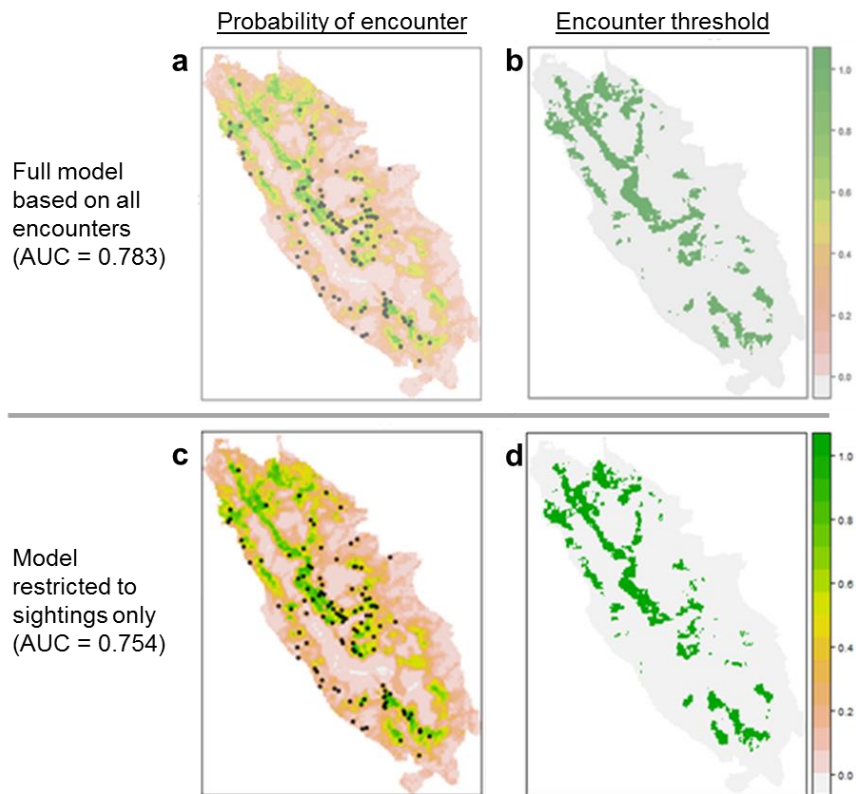 Probability of encounter
Encounter threshold
a
b
Full model
based on all
encounters
(AUC = 0.783)
1.0
0.8
0.6
0.4
0.2
0.0
c
d
Model
restricted to
sightings only
(AUC = 0.754)
1.0
0.8
0.6
0.4
0.2
0.0